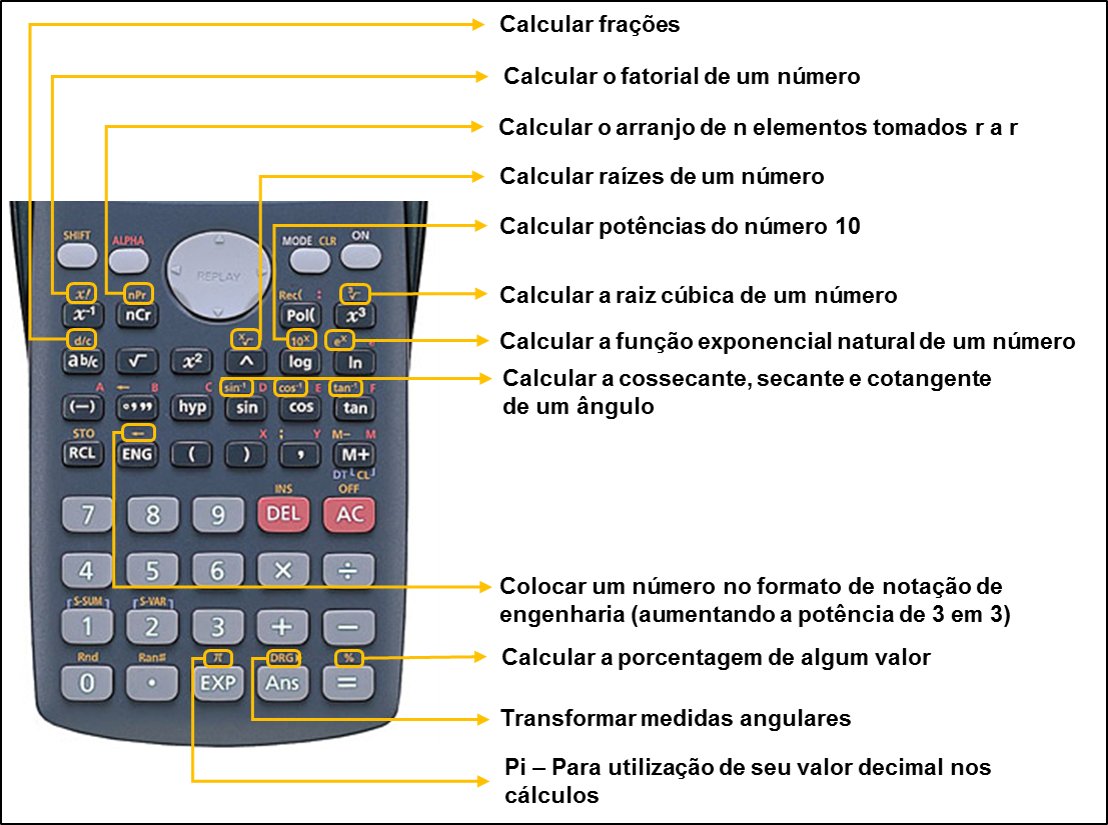 Calcular frações
Calcular o fatorial de um número
Calcular o arranjo de n elementos tomados r a r
Calcular raízes de um número
Calcular potências do número 10
Calcular a raiz cúbica de um número
Calcular a função exponencial natural de um número
Calcular a cossecante, secante e cotangente
de um ângulo
Colocar um número no formato de notação de
engenharia (aumentando a potência de 3 em 3)
Calcular a porcentagem de algum valor
Transformar medidas angulares
Pi – Para utilização de seu valor decimal nos
cálculos
SHIFT ALPHA MODE CLR ON
REPLAY
x! nPr Rec( : ³√
x⁻¹ nCr Pol( x³
d/c ˣ√ 10ˣ eˣ e
ab/c √ x² ^ log ln
A ← B C sin⁻¹ D cos⁻¹ E tan⁻¹ F
(−) °,,, hyp sin cos tan
STO ← X ; Y M− M
RCL ENG ( ) , M+
DT CL
INS OFF
7 8 9 DEL AC
4 5 6 × ÷
S-SUM S-VAR
1 2 3 + −
Rnd Ran# π DRG▸ %
0 · EXP Ans =